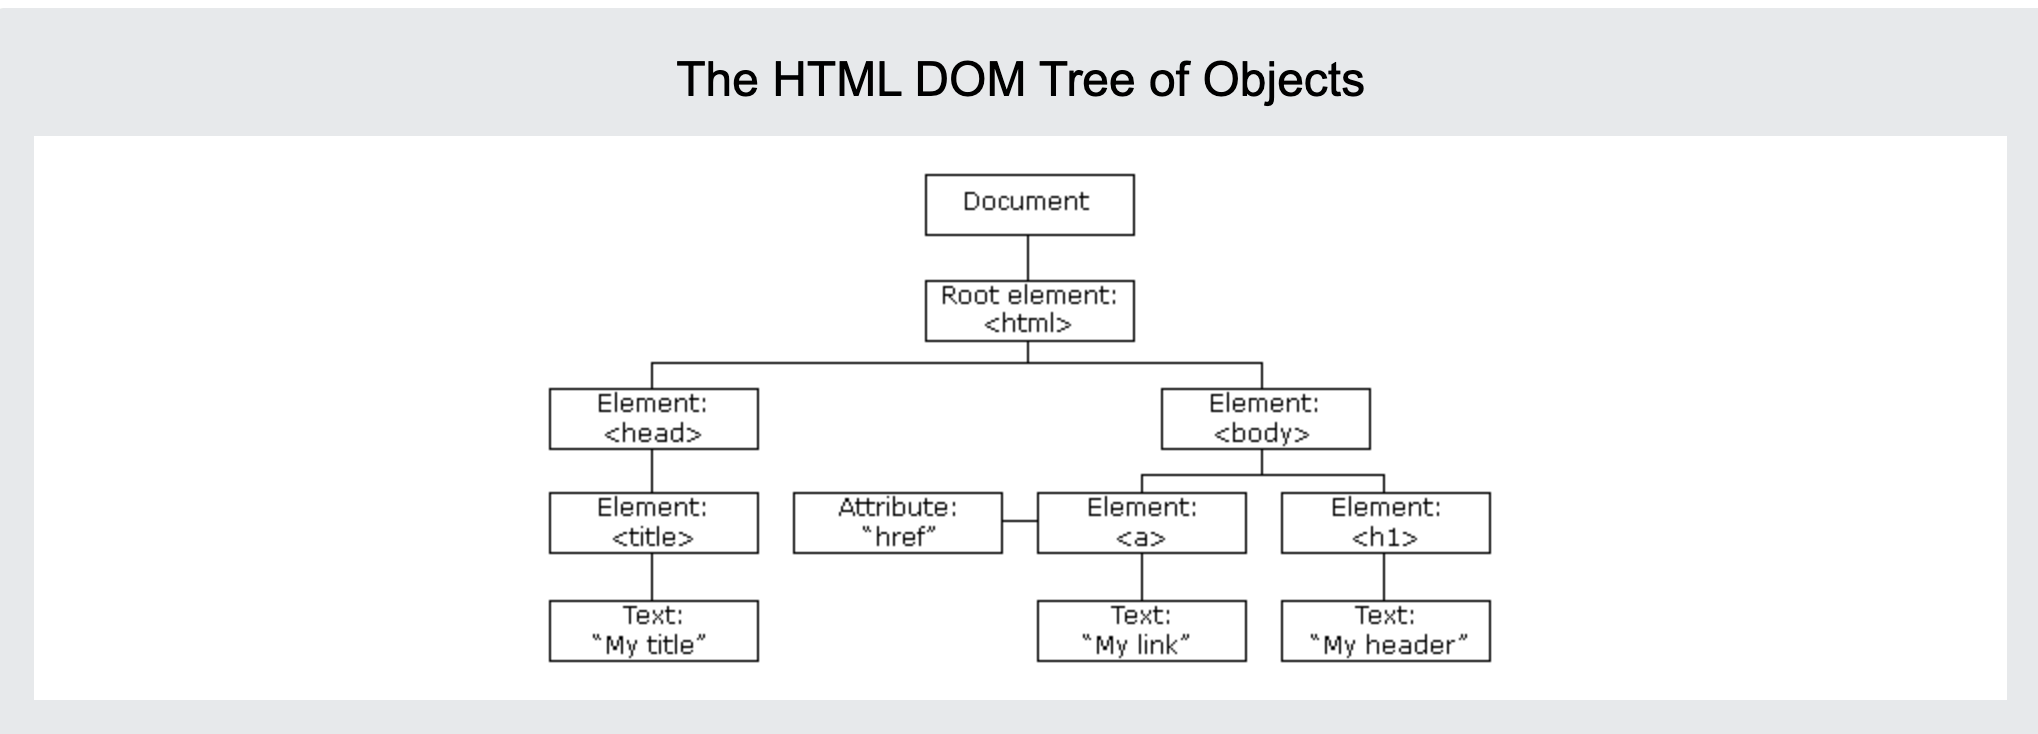 The HTML DOM Tree of Objects
Document
Root element:
<html>
Element:
<head>
Element:
<body>
Element:
<title>
Attribute:
“href”
Element:
<a>
Element:
<h1>
Text:
“My title”
Text:
“My link”
Text:
“My header”